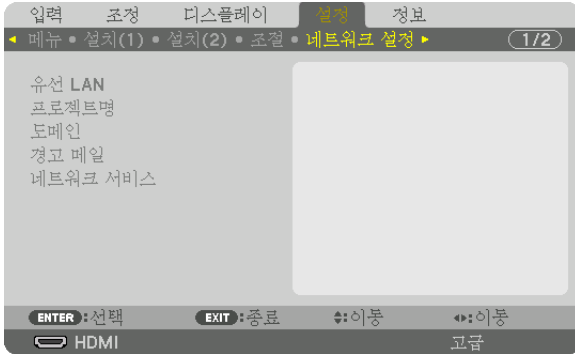 입력 조정 디스플레이 설정 정보
메뉴 • 설치(1) • 설치(2) • 조절 • 네트워크 설정 1/2
유선 LAN
프로젝트명
도메인
경고 메일
네트워크 서비스
ENTER:선택 EXIT:종료 :이동 :이동
HDMI 고급